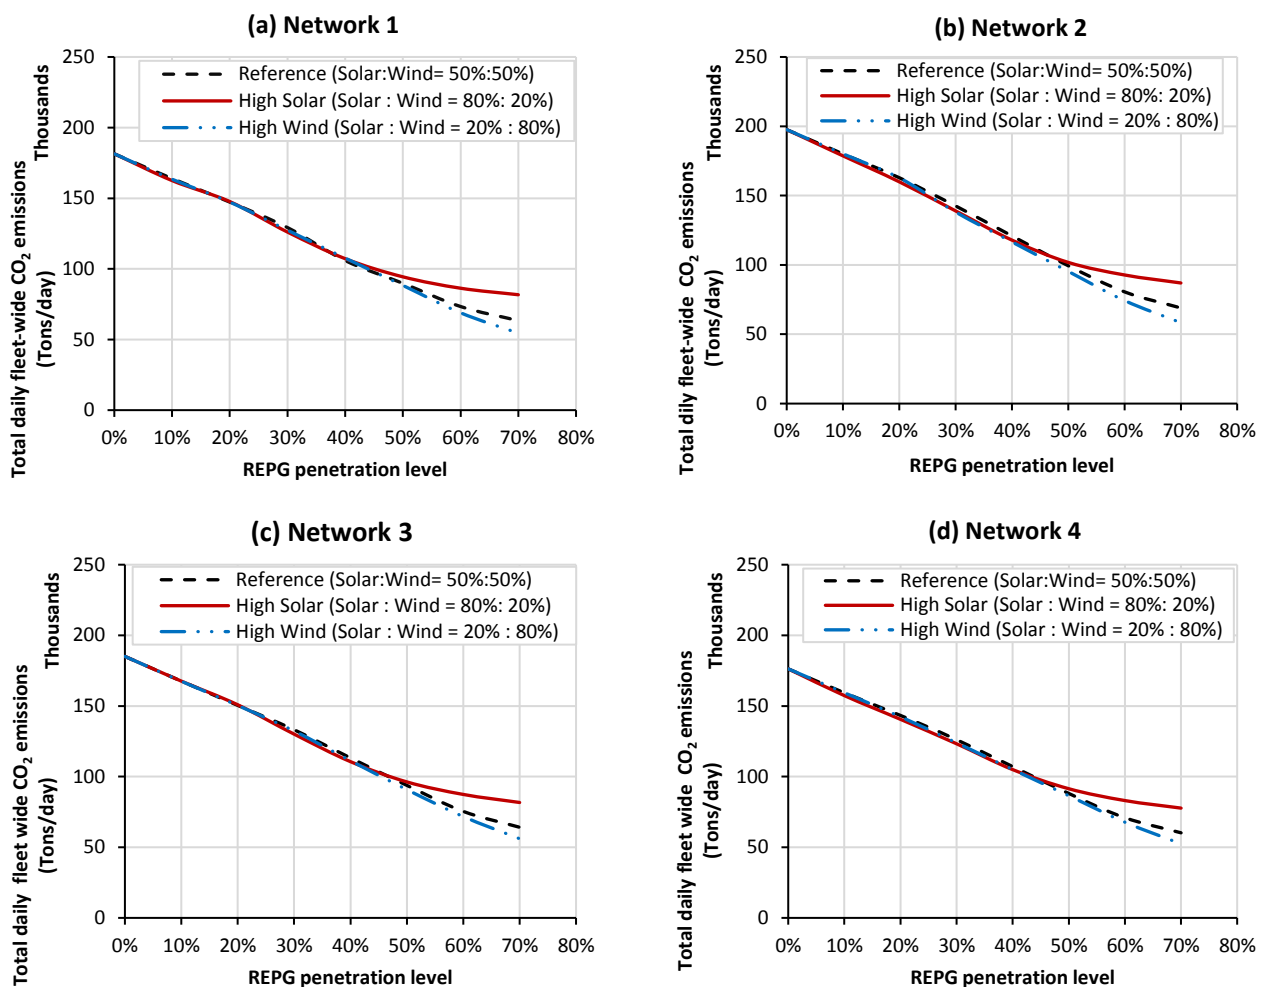 (a) Network 1
250
200
150
100
50
0
0% 10% 20% 30% 40% 50% 60% 70% 80%
REPG penetration level
Total daily fleet-wide CO2 emissions
(Tons/day)
Thousands
Reference (Solar:Wind= 50%:50%)
High Solar (Solar : Wind = 80%: 20%)
High Wind (Solar : Wind = 20% : 80%)
(b) Network 2
250
200
150
100
50
0
0% 10% 20% 30% 40% 50% 60% 70% 80%
REPG penetration level
Total dily fleet-wide CO2 emissions
(Tons/day)
Thousands
Reference (Solar:Wind= 50%:50%)
High Solar (Solar : Wind = 80%: 20%)
High Wind (Solar : Wind = 20% : 80%)
(c) Network 3
250
200
150
100
50
0
0% 10% 20% 30% 40% 50% 60% 70% 80%
REPG penetration level
Total daily fleet wide CO2 emissions
(Tons/day)
Thousands
Reference (Solar:Wind= 50%:50%)
High Solar (Solar : Wind = 80%: 20%)
High Wind (Solar : Wind = 20% : 80%)
(d) Network 4
250
200
150
100
50
0
0% 10% 20% 30% 40% 50% 60% 70% 80%
REPG penetration level
Total daily fleet wide CO2 emissions
(Tons/day)
Thousands
Reference (Solar:Wind= 50%:50%)
High Solar (Solar : Wind = 80%: 20%)
High Wind (Solar : Wind = 20% : 80%)